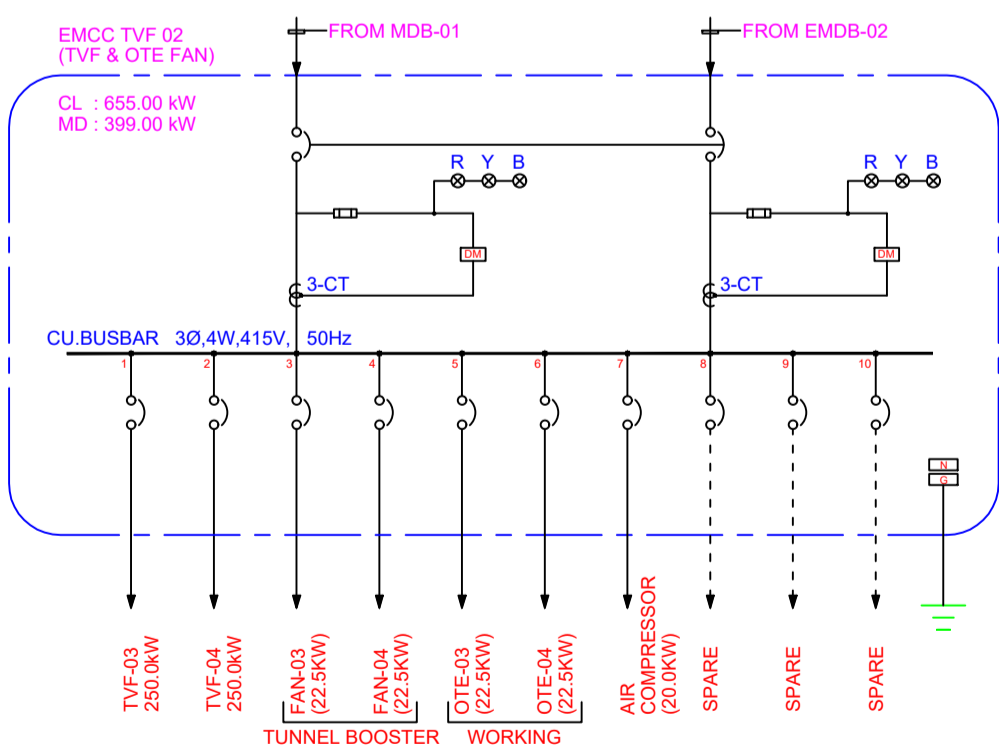 EMCC TVF 02
(TVF & OTE FAN)
FROM MDB-01
FROM EMDB-02
CL : 655.00 kW
MD : 399.00 kW
R Y B
R Y B
DM
DM
3-CT
3-CT
CU.BUSBAR 3Ø,4W,415V, 50Hz
1 2 3 4 5 6 7 8 9 10
N
G
TVF-03
250.0kW
TVF-04
250.0kW
FAN-03
(22.5KW)
FAN-04
(22.5KW)
OTE-03
(22.5KW)
OTE-04
(22.5KW)
AIR
COMPRESSOR
(20.0KW)
SPARE
SPARE
SPARE
TUNNEL BOOSTER
WORKING